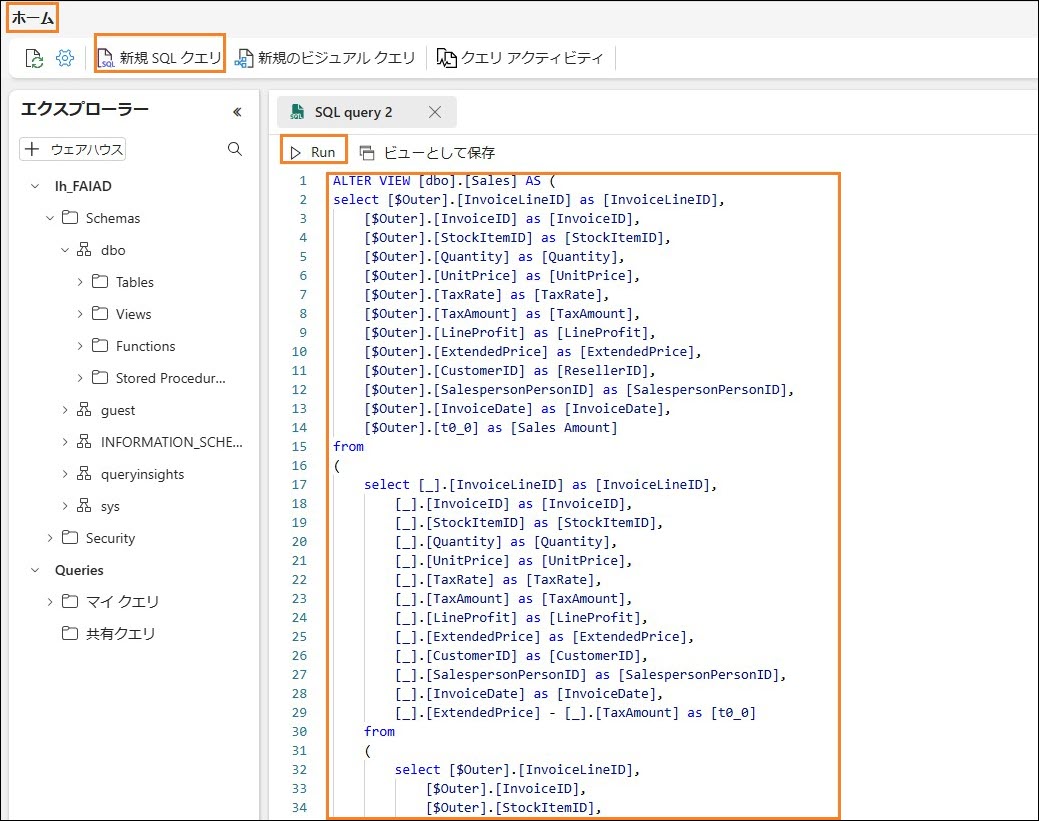 ホーム
新規 SQL クエリ 新規のビジュアル クエリ クエリ アクティビティ
エクスプローラー «
+ ウェアハウス
lh_FAIAD
Schemas
dbo
Tables
Views
Functions
Stored Procedur...
guest
INFORMATION_SCHE...
queryinsights
sys
Security
Queries
マイ クエリ
共有クエリ
SQL query 2
Run ビューとして保存
1 ALTER VIEW [dbo].[Sales] AS (
2 select [$Outer].[InvoiceLineID] as [InvoiceLineID],
3 [$Outer].[InvoiceID] as [InvoiceID],
4 [$Outer].[StockItemID] as [StockItemID],
5 [$Outer].[Quantity] as [Quantity],
6 [$Outer].[UnitPrice] as [UnitPrice],
7 [$Outer].[TaxRate] as [TaxRate],
8 [$Outer].[TaxAmount] as [TaxAmount],
9 [$Outer].[LineProfit] as [LineProfit],
10 [$Outer].[ExtendedPrice] as [ExtendedPrice],
11 [$Outer].[CustomerID] as [ResellerID],
12 [$Outer].[SalespersonPersonID] as [SalespersonPersonID],
13 [$Outer].[InvoiceDate] as [InvoiceDate],
14 [$Outer].[t0_0] as [Sales Amount]
15 from
16 (
17 select [_].[InvoiceLineID] as [InvoiceLineID],
18 [_].[InvoiceID] as [InvoiceID],
19 [_].[StockItemID] as [StockItemID],
20 [_].[Quantity] as [Quantity],
21 [_].[UnitPrice] as [UnitPrice],
22 [_].[TaxRate] as [TaxRate],
23 [_].[TaxAmount] as [TaxAmount],
24 [_].[LineProfit] as [LineProfit],
25 [_].[ExtendedPrice] as [ExtendedPrice],
26 [_].[CustomerID] as [CustomerID],
27 [_].[SalespersonPersonID] as [SalespersonPersonID],
28 [_].[InvoiceDate] as [InvoiceDate],
29 [_].[ExtendedPrice] - [_].[TaxAmount] as [t0_0]
30 from
31 (
32 select [$Outer].[InvoiceLineID],
33 [$Outer].[InvoiceID],
34 [$Outer].[StockItemID],